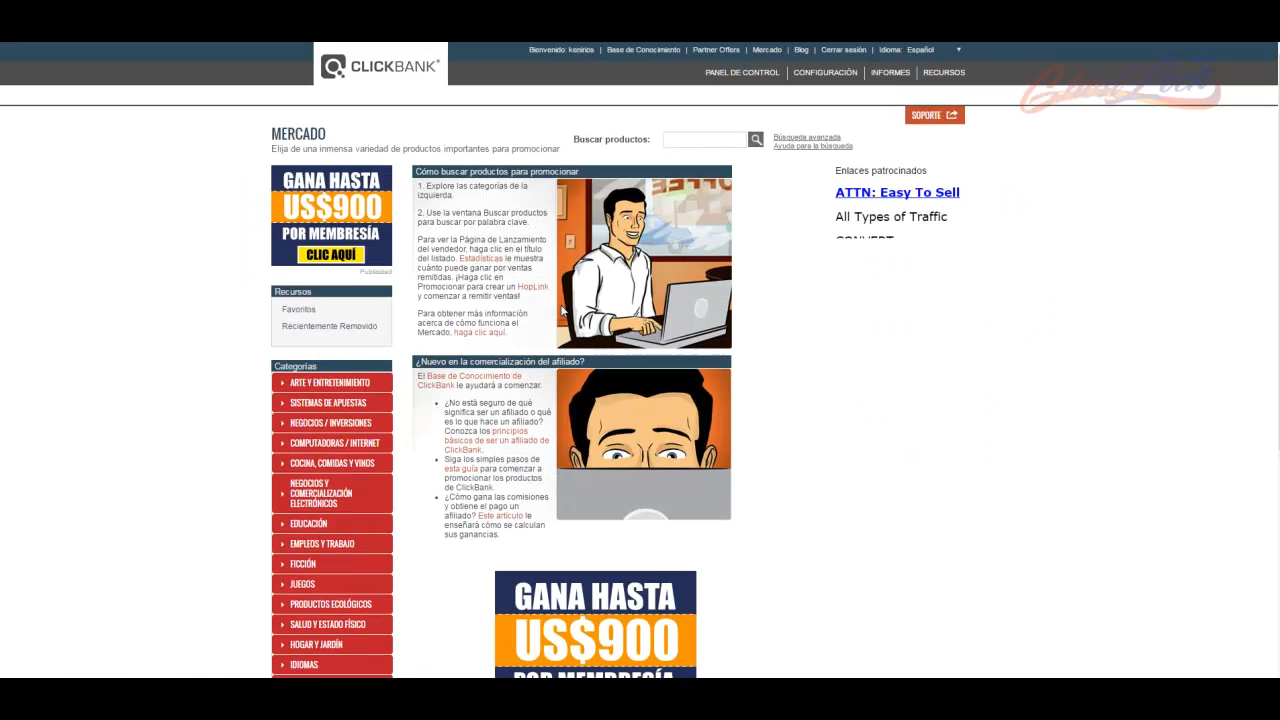 Bienvenido: kenirios | Base de Conocimiento | Partner Offers | Mercado | Blog | Cerrar sesión | Idioma: Español
CLICKBANK
PANEL DE CONTROL | CONFIGURACIÓN | INFORMES | RECURSOS
SOPORTE
MERCADO
Elija de una inmensa variedad de productos importantes para promocionar
Buscar productos:
Búsqueda avanzada
Ayuda para la búsqueda
GANA HASTA
US$900
POR MEMBRESÍA
CLIC AQUÍ
Publicidad
Recursos
Favoritos
Recientemente Removido
Categorías
ARTE Y ENTRETENIMIENTO
SISTEMAS DE APUESTAS
NEGOCIOS / INVERSIONES
COMPUTADORAS / INTERNET
COCINA, COMIDAS Y VINOS
NEGOCIOS Y
COMERCIALIZACIÓN
ELECTRÓNICOS
EDUCACIÓN
EMPLEOS Y TRABAJO
FICCIÓN
JUEGOS
PRODUCTOS ECOLÓGICOS
SALUD Y ESTADO FÍSICO
HOGAR Y JARDÍN
IDIOMAS
Cómo buscar productos para promocionar
1. Explore las categorías de la
izquierda.
2. Use la ventana Buscar productos
para buscar por palabra clave.
Para ver la Página de Lanzamiento
del vendedor, haga clic en el título
del listado. Estadísticas le muestra
cuánto puede ganar por ventas
remitidas. ¡Haga clic en
Promocionar para crear un HopLink
y comenzar a remitir ventas!
Para obtener más información
acerca de cómo funciona el
Mercado, haga clic aquí.
¿Nuevo en la comercialización del afiliado?
El Base de Conocimiento de
ClickBank le ayudará a comenzar.
• ¿No está seguro de qué
significa ser un afiliado o qué
es lo que hace un afiliado?
Conozca los principios
básicos de ser un afiliado de
ClickBank.
• Siga los simples pasos de
esta guía para comenzar a
promocionar los productos
de ClickBank.
• ¿Cómo gana las comisiones
y obtiene el pago un
afiliado? Este artículo le
enseñará cómo se calculan
sus ganancias.
GANA HASTA
US$900
POR MEMBRESÍA
Enlaces patrocinados
ATTN: Easy To Sell
All Types of Traffic
CONVERT